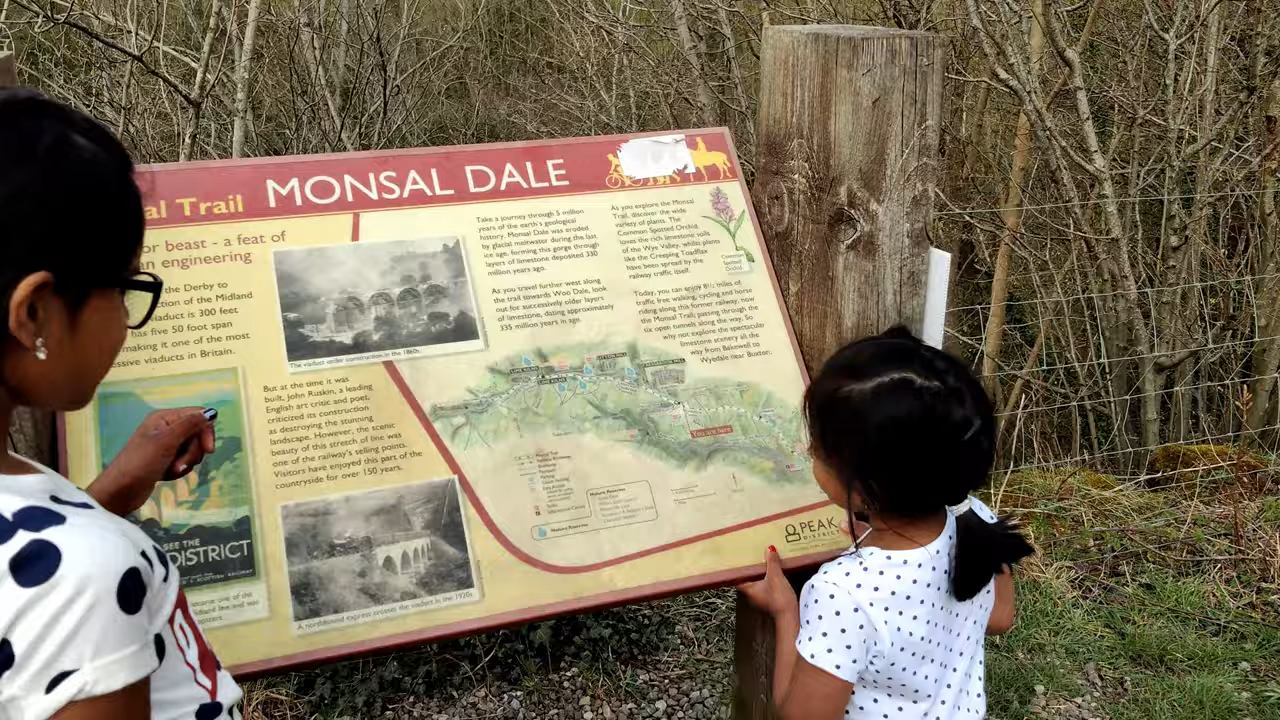 al Trail MONSAL DALE
or beast - a feat of
n engineering
the Derby to
ction of the Midland
aduct is 300 feet
has five 50 foot span
making it one of the most
essive viaducts in Britain.
SEE THE
DISTRICT
The viaduct under construction in the 1860s.
But at the time it was
built, John Ruskin, a leading
English art critic and poet,
criticized its construction
as destroying the stunning
landscape. However, the scenic
beauty of this stretch of line was
one of the railway's selling points.
Visitors have enjoyed this part of the
countryside for over 150 years.
A northbound express crosses the viaduct in the 1920s.
Take a journey through 5 million
years of the earth's geological
history. Monsal Dale was eroded
by glacial meltwater during the last
ice age, forming this gorge through
layers of limestone deposited 330
million years ago.
As you travel further west along
the trail towards Woo Dale, look
out for successively older layers
of limestone, dating approximately
335 million years in age.
As you explore the Monsal
Trail, discover the wide
variety of plants. The
Common Spotted Orchid
loves the rich limestone soils
of the Wye Valley, whilst plants
like the Creeping Toadflax
have been spread by the
railway traffic itself.
Common
Spotted
Orchid
Today, you can enjoy 8½ miles of
traffic free walking, cycling and horse
riding along this former railway, now
the Monsal Trail; passing through the
six open tunnels along the way. So
why not explore the spectacular
limestone scenery all the
way from Bakewell to
Wyedale near Buxton.
You are here
Nature Reserves
Nature Reserves
PEAK
DISTRICT